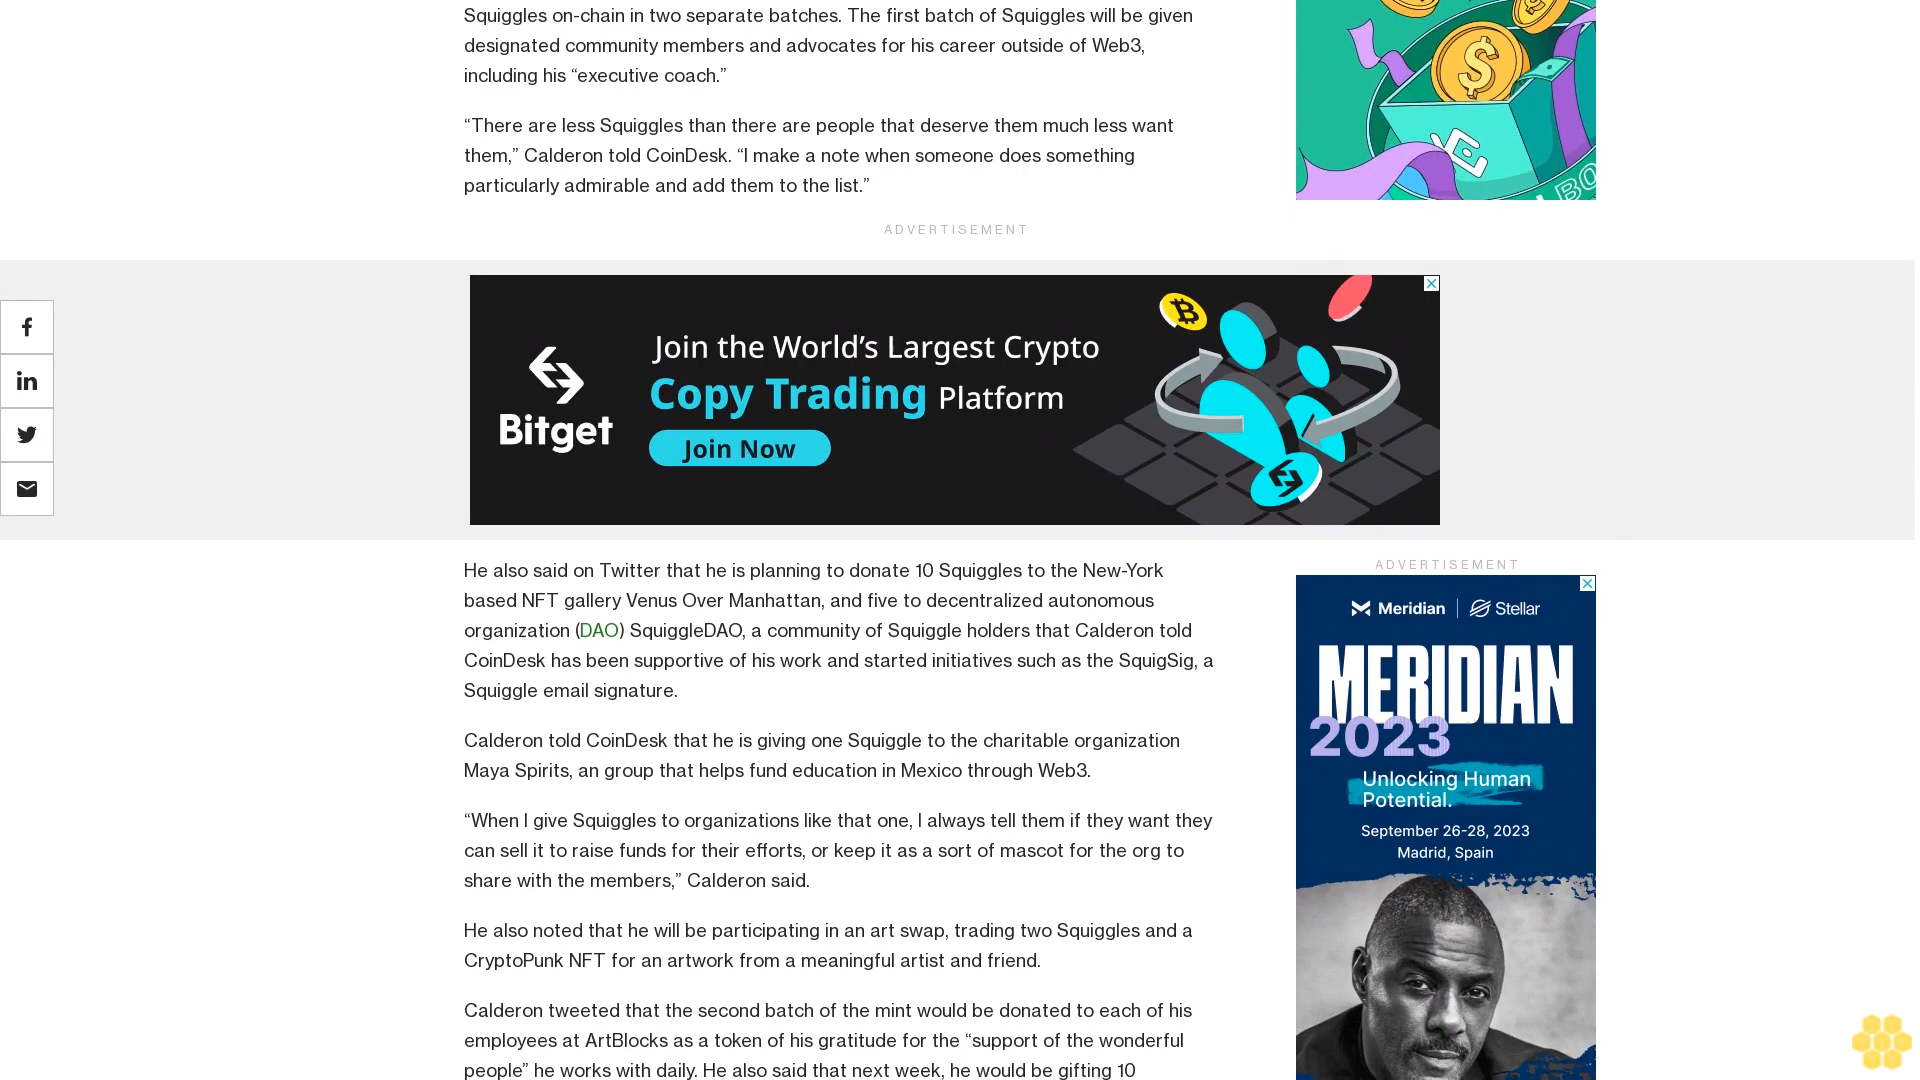 Squiggles on-chain in two separate batches. The first batch of Squiggles will be given
designated community members and advocates for his career outside of Web3,
including his “executive coach.”
“There are less Squiggles than there are people that deserve them much less want
them,” Calderon told CoinDesk. “I make a note when someone does something
particularly admirable and add them to the list.”
ADVERTISEMENT
Bitget
Join the World’s Largest Crypto
Copy Trading Platform
Join Now
He also said on Twitter that he is planning to donate 10 Squiggles to the New-York
based NFT gallery Venus Over Manhattan, and five to decentralized autonomous
organization (DAO) SquiggleDAO, a community of Squiggle holders that Calderon told
CoinDesk has been supportive of his work and started initiatives such as the SquigSig, a
Squiggle email signature.
Calderon told CoinDesk that he is giving one Squiggle to the charitable organization
Maya Spirits, an group that helps fund education in Mexico through Web3.
“When I give Squiggles to organizations like that one, I always tell them if they want they
can sell it to raise funds for their efforts, or keep it as a sort of mascot for the org to
share with the members,” Calderon said.
He also noted that he will be participating in an art swap, trading two Squiggles and a
CryptoPunk NFT for an artwork from a meaningful artist and friend.
Calderon tweeted that the second batch of the mint would be donated to each of his
employees at ArtBlocks as a token of his gratitude for the “support of the wonderful
people” he works with daily. He also said that next week, he would be gifting 10
ADVERTISEMENT
Meridian | Stellar
MERIDIAN
2023
Unlocking Human
Potential.
September 26-28, 2023
Madrid, Spain